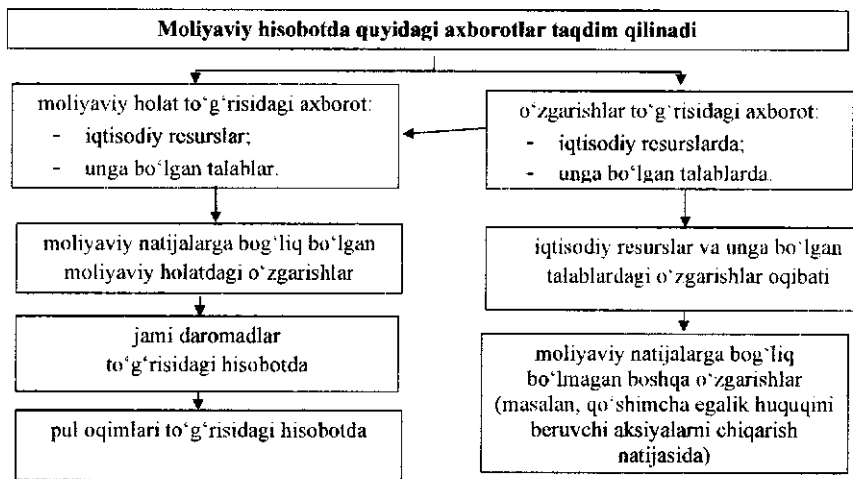 Moliyaviy hisobotda quyidagi axborotlar taqdim qilinadi
moliyaviy holat to‘g‘risidagi axborot:
- iqtisodiy resurslar;
- unga bo‘lgan talablar.
o‘zgarishlar to‘g‘risidagi axborot:
- iqtisodiy resurslarda;
- unga bo‘lgan talablarda.
moliyaviy natijalarga bog‘liq bo‘lgan
moliyaviy holatdagi o‘zgarishlar
iqtisodiy resurslar va unga bo‘lgan
talablardagi o‘zgarishlar oqibati
jami daromadlar
to‘g‘risidagi hisobotda
moliyaviy natijalarga bog‘liq
bo‘lmagan boshqa o‘zgarishlar
(masalan, qo‘shimcha egalik huquqini
beruvchi aksiyalarni chiqarish
natijasida)
pul oqimlari to‘g‘risidagi hisobotda